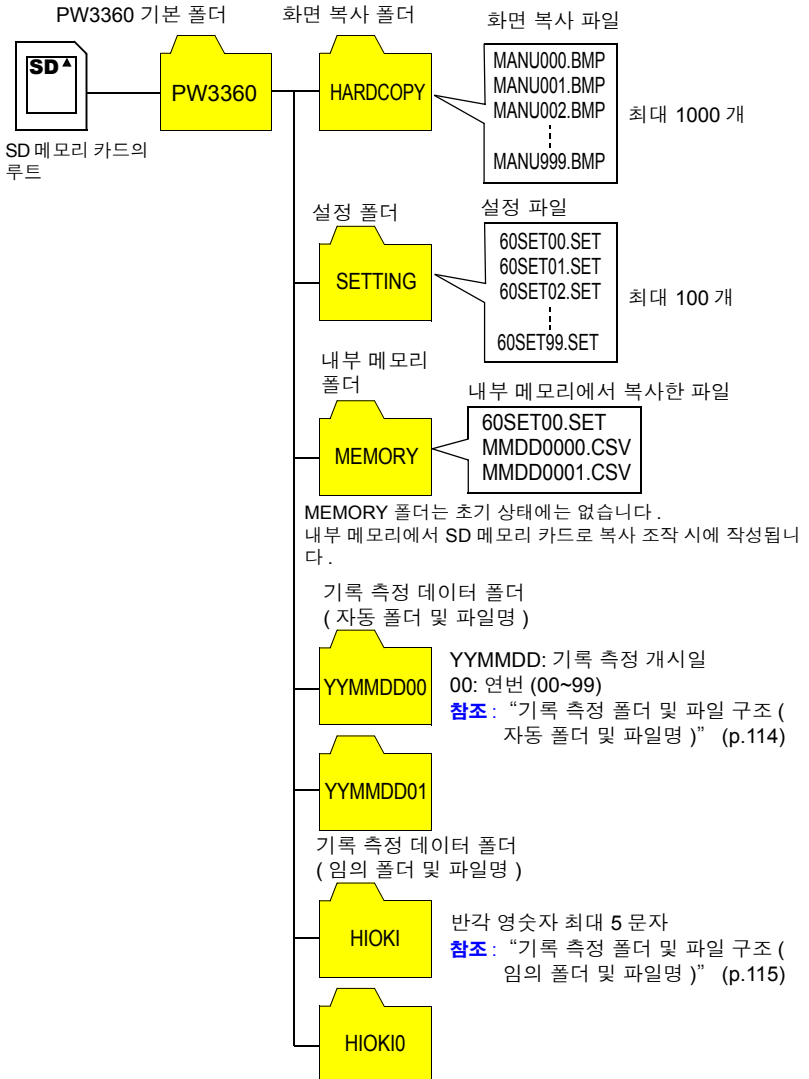 PW3360 기본 폴더
화면 복사 폴더
화면 복사 파일
SD
PW3360
HARDCOPY
MANU000.BMP
MANU001.BMP
MANU002.BMP
MANU999.BMP
최대 1000 개
SD 메모리 카드의
루트
설정 폴더
설정 파일
SETTING
60SET00.SET
60SET01.SET
60SET02.SET
60SET99.SET
최대 100 개
내부 메모리
폴더
내부 메모리에서 복사한 파일
MEMORY
60SET00.SET
MMDD0000.CSV
MMDD0001.CSV
MEMORY 폴더는 초기 상태에는 없습니다 .
내부 메모리에서 SD 메모리 카드로 복사 조작 시에 작성됩니
다 .
기록 측정 데이터 폴더
( 자동 폴더 및 파일명 )
YYMMDD00
YYMMDD: 기록 측정 개시일
00: 연번 (00~99)
참조 : “기록 측정 폴더 및 파일 구조 (
자동 폴더 및 파일명 )” (p.114)
YYMMDD01
기록 측정 데이터 폴더
( 임의 폴더 및 파일명 )
HIOKI
반각 영숫자 최대 5 문자
참조 : “기록 측정 폴더 및 파일 구조 (
임의 폴더 및 파일명 )” (p.115)
HIOKI0